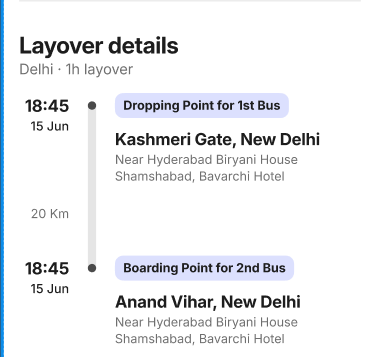 Layover details
Delhi · 1h layover
18:45
15 Jun
Dropping Point for 1st Bus
Kashmeri Gate, New Delhi
Near Hyderabad Biryani House
Shamshabad, Bavarchi Hotel
20 Km
18:45
15 Jun
Boarding Point for 2nd Bus
Anand Vihar, New Delhi
Near Hyderabad Biryani House
Shamshabad, Bavarchi Hotel